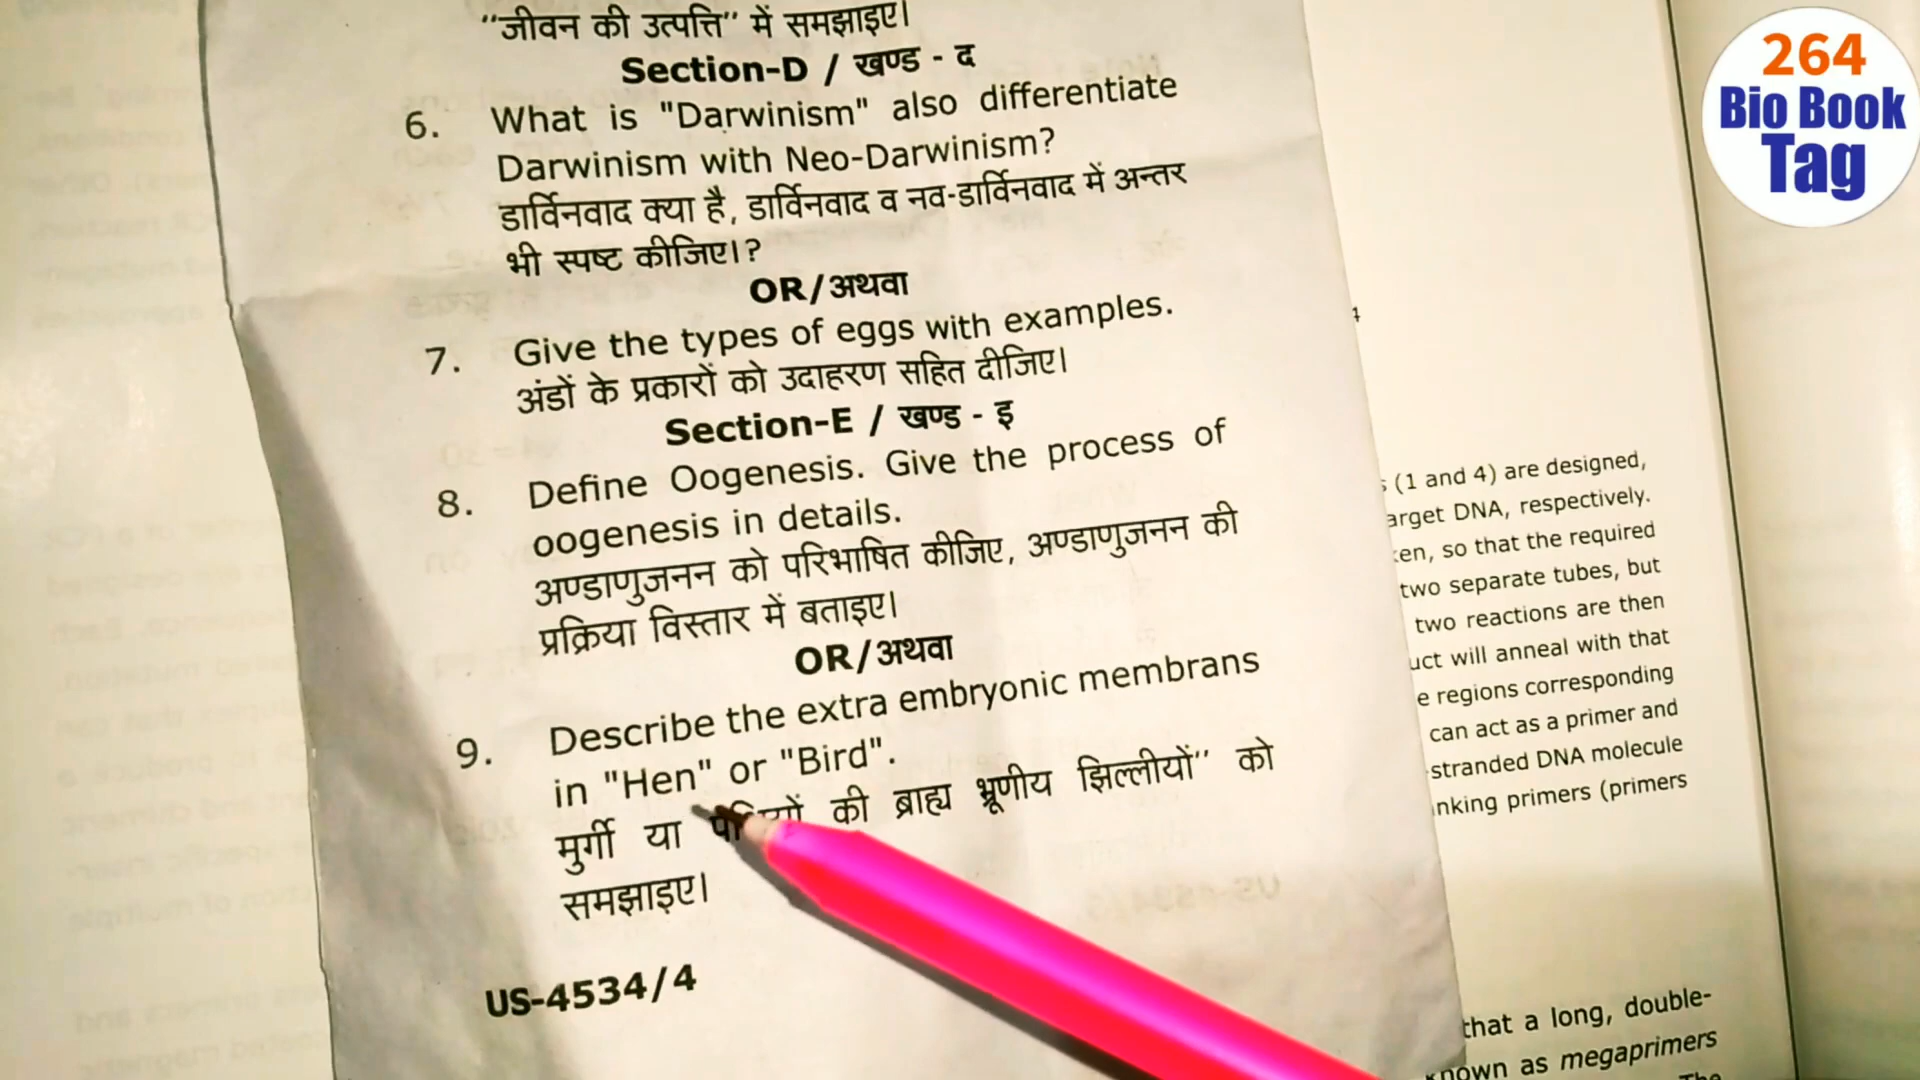 “जीवन की उत्पत्ति” में समझाइए।
Section-D / खण्ड - द
6. What is "Darwinism" also differentiate
Darwinism with Neo-Darwinism?
डार्विनवाद क्या है, डार्विनवाद व नव-डार्विनवाद में अन्तर
भी स्पष्ट कीजिए।?
OR/अथवा
7. Give the types of eggs with examples.
अंडों के प्रकारों को उदाहरण सहित दीजिए।
Section-E / खण्ड - इ
8. Define Oogenesis. Give the process of
oogenesis in details.
अण्डाणुजनन को परिभाषित कीजिए, अण्डाणुजनन की
प्रक्रिया विस्तार में बताइए।
OR/अथवा
9. Describe the extra embryonic membrans
in "Hen" or "Bird".
मुर्गी या की ब्राह्य भ्रूणीय झिल्लीयों” को
समझाइए।
US-4534/4
264
Bio Book
Tag
(1 and 4) are designed,
target DNA, respectively.
so that the required
two separate tubes, but
two reactions are then
will anneal with that
regions corresponding
can act as a primer and
-stranded DNA molecule
primers (primers
that a long, double-
known as megaprimers
The